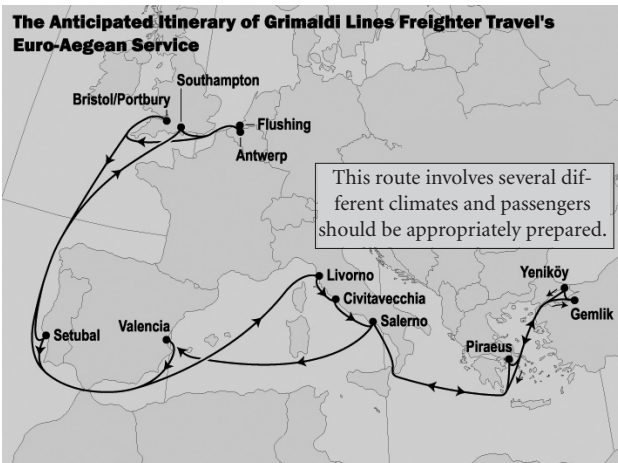 The Anticipated Itinerary of Grimaldi Lines Freighter Travel's
Euro-Aegean Service
Southampton
Bristol/Portbury
Flushing
Antwerp
This route involves several dif-
ferent climates and passengers
should be appropriately prepared.
Livorno
Yeniköy
Civitavecchia
Gemlik
Salerno
Valencia
Setubal
Piraeus